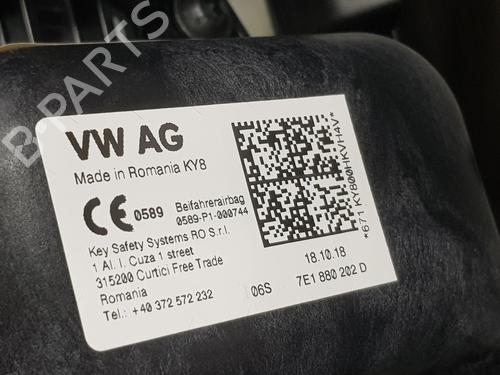 B-PARTS
VW AG
Made in Romania KY8
CE 0589 Beifahrerairbag
0589-P1-000744
Key Safety Systems RO S.r.l.
1 Al. I. Cuza 1 street
315200 Curtici Free Trade
Romania
Tel.: +40 372 572 232
06S
*671 KY800HKVH4V*
18.10.18
7E1 880 202 D